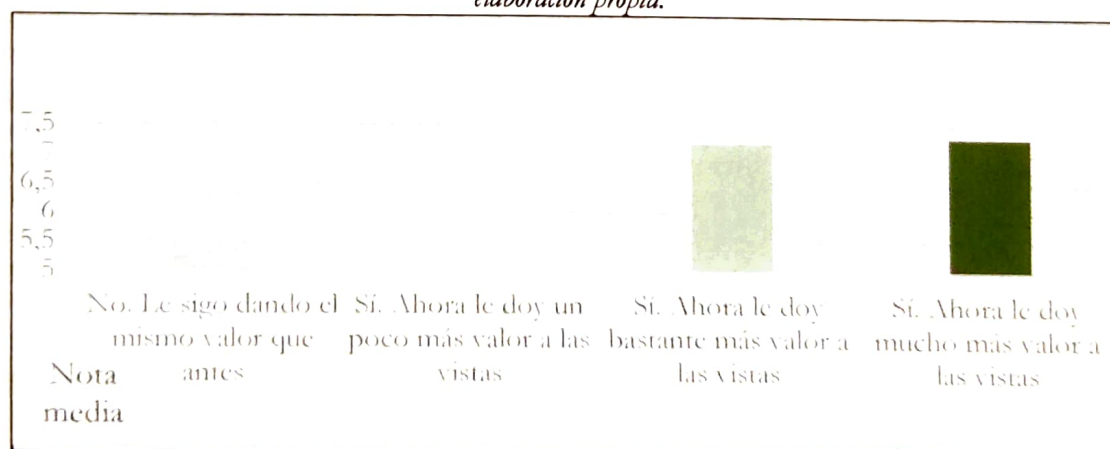 elaboración propia.
7,5
7
6,5
6
5,5
5
No. Le sigo dando el mismo valor que antes
Sí. Ahora le doy un poco más valor a las vistas
Sí. Ahora le doy bastante más valor a las vistas
Sí. Ahora le doy mucho más valor a las vistas
Nota media